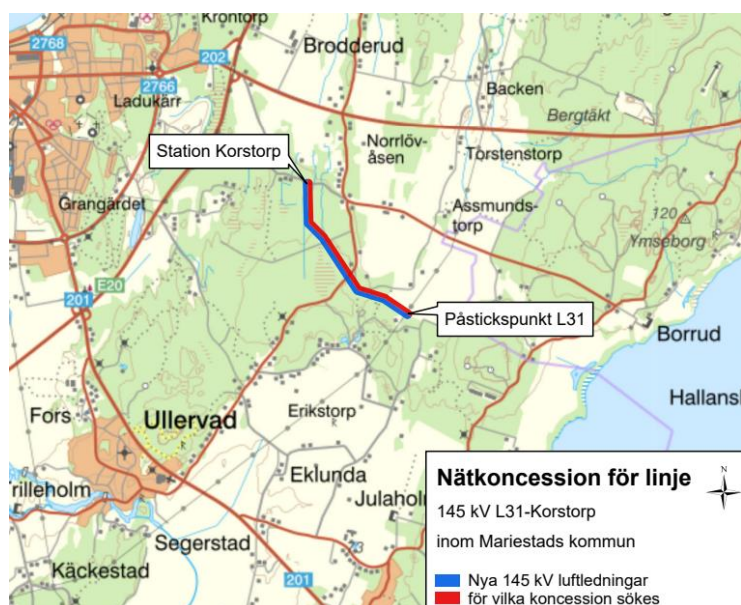 Krontorp
2768
202
Brodderud
2766
Ladukärr
Backen
Bergtäkt
Norrlöv-
åsen
Station Korstorp
Torstenstorp
Grangärdet
Assmunds-
torp
120
Ymseborg
E20
201
Påstickspunkt L31
Borrud
Hallans
Fors
Ullervad
Erikstorp
Eklunda
rilleholm
Julaholm
Segerstad
Käckestad
201
Nätkoncession för linje
N
145 kV L31-Korstorp
inom Mariestads kommun
Nya 145 kV luftledningar
för vilka koncession sökes